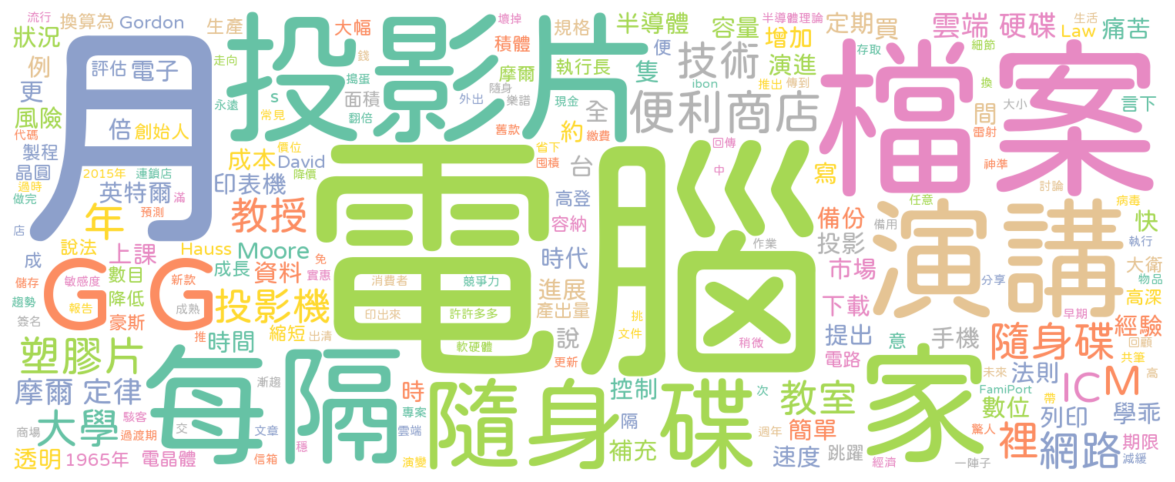 電腦
月
投影片
檔案
演講
每隔
家
隨身碟
GG
教授
便利商店
技術
投影機
塑膠片
大學
網路
裡
隨身碟
IC
M
年
教室
印表機
半導體
雲端
硬碟
容量
增加
定期
買
痛苦
Law
流行
換算為
Gordon
狀況
例
評估
電子
更
風險
倍
創始人
代碼
製程
晶圓
2015年
連鎖店
過時
做完
英特爾
預測
店
滿
生產
大幅
走向
錢
積體
搗蛋
永遠
s
面積
常見
翻倍
規格
摩爾
隨身
樂譜
外出
舊款
執行長
便
演進
隻
全
現金
繳費
約
ibon
推出
傳到
存取
半導體理論
生活
細節
換
大小
間
雷射
言下
神準
討論
病毒
成本
David
價位
降價
省下
囤積
台
回傳
中
寫
任意
備份
備用
快
執行
投影
作業
高登
容納
說法
上課
Hauss
Moore
成
數目
成長
資料
免
實惠
時代
儲存
敏感度
降低
新款
成熟
趨勢
報告
豪斯
簽名
推
時間
縮短
出清
消費者
競爭力
印出來
許許多多
軟硬體
更新
進展
產出量
說
挑
文件
稍微
市場
下載
分享
大衛
物品
高深
早期
提出
電路
意
手機
經驗
回顧
共筆
摩爾
定律
漸趨
時
控制
隔
次
簡單
補充
速度
跳躍
未來
FamiPort
法則
帶
高
數位
驚人
列印
學乖
期限
減緩
週年
經濟
一陣子
駭客
交
專案
文章
雲端
商場
過渡期
透明
1965年
電晶體
信箱
穩
演變